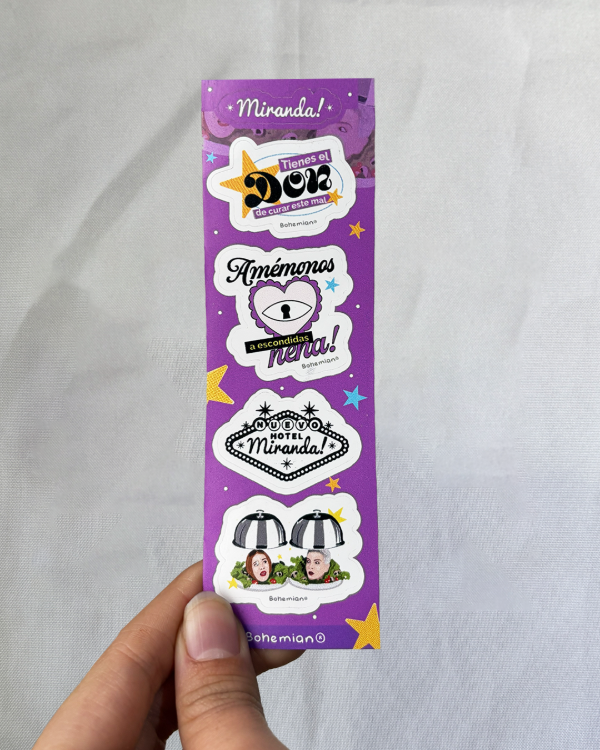 Miranda!
Tienes el
Don
de curar este mal
Bohemian
Amémonos
a escondidas
nena!
Bohemian
NUEVO
HOTEL
Miranda!
Bohemian
Bohemian